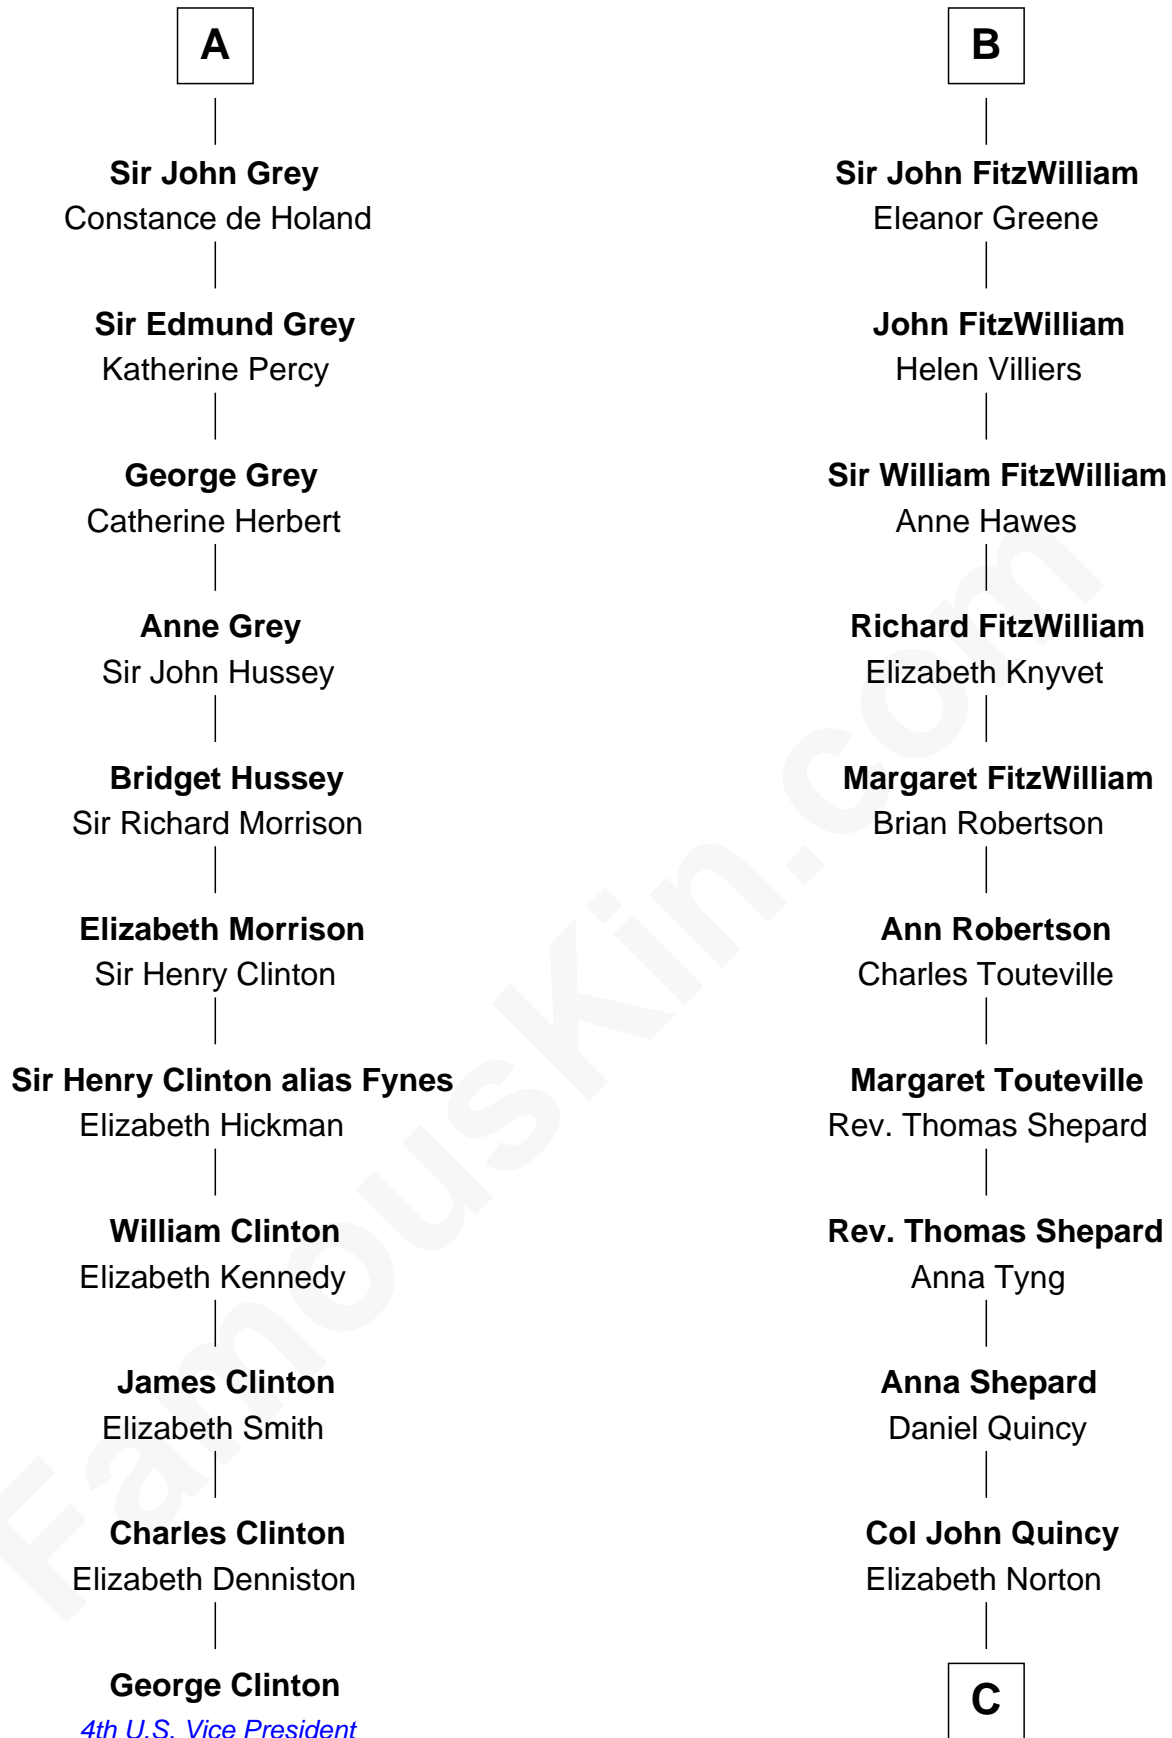 A
Sir John Grey
Constance de Holand
Sir Edmund Grey
Katherine Percy
George Grey
Catherine Herbert
Anne Grey
Sir John Hussey
Bridget Hussey
Sir Richard Morrison
Elizabeth Morrison
Sir Henry Clinton
Sir Henry Clinton alias Fynes
Elizabeth Hickman
William Clinton
Elizabeth Kennedy
James Clinton
Elizabeth Smith
Charles Clinton
Elizabeth Denniston
George Clinton
4th U.S. Vice President
B
Sir John FitzWilliam
Eleanor Greene
John FitzWilliam
Helen Villiers
Sir William FitzWilliam
Anne Hawes
Richard FitzWilliam
Elizabeth Knyvet
Margaret FitzWilliam
Brian Robertson
Ann Robertson
Charles Touteville
Margaret Touteville
Rev. Thomas Shepard
Rev. Thomas Shepard
Anna Tyng
Anna Shepard
Daniel Quincy
Col John Quincy
Elizabeth Norton
C
FamousKin.com